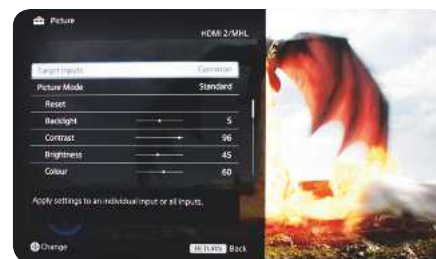 Picture
HDMI 2/MHL
Target Inputs Common
Picture Mode Standard
Reset
Backlight 5
Contrast 96
Brightness 45
Colour 60
Apply settings to an individual input or all inputs.
Change RETURN Back